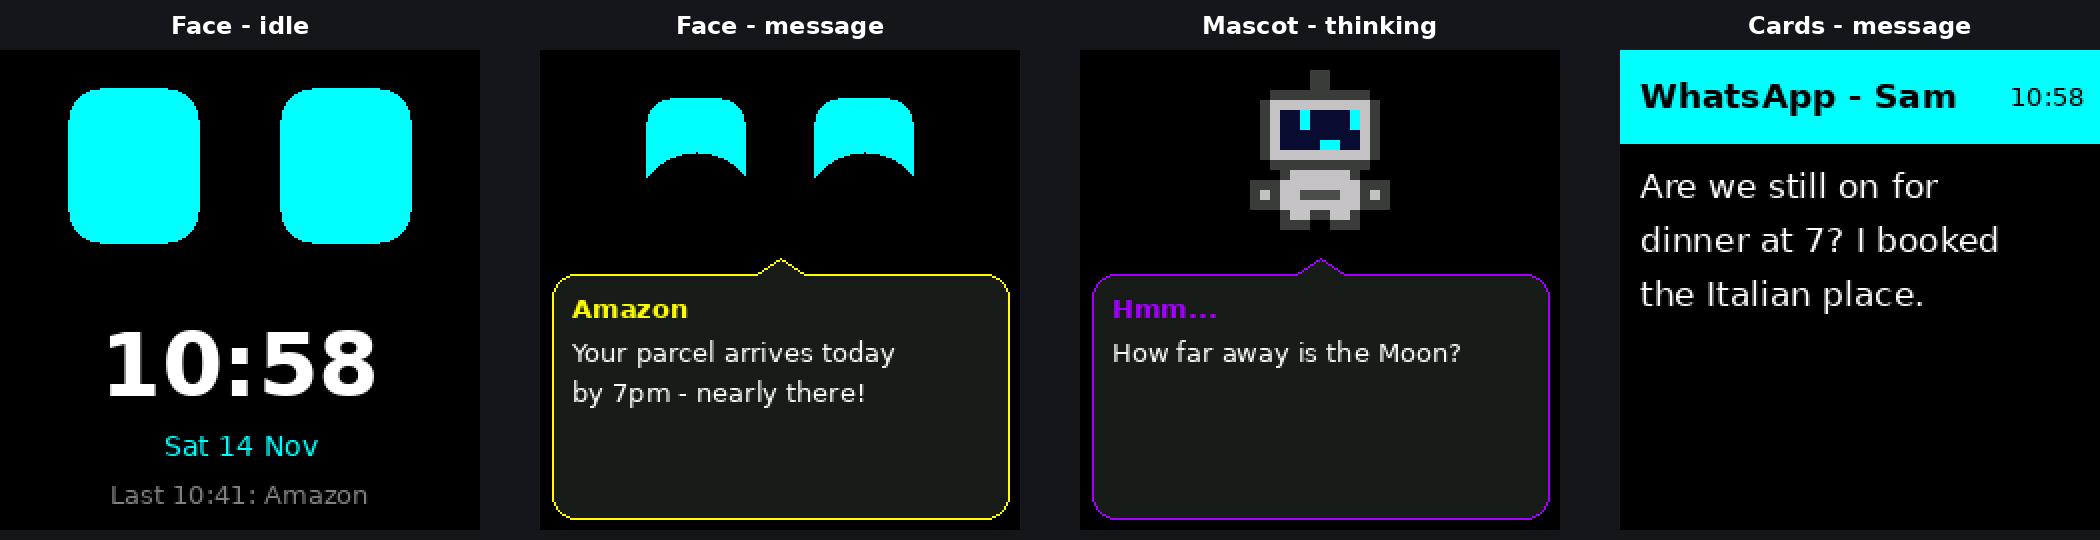 Face - idle
10:58
Sat 14 Nov
Last 10:41: Amazon
Face - message
Amazon
Your parcel arrives today
by 7pm - nearly there!
Mascot - thinking
Hmm...
How far away is the Moon?
Cards - message
WhatsApp - Sam 10:58
Are we still on for
dinner at 7? I booked
the Italian place.